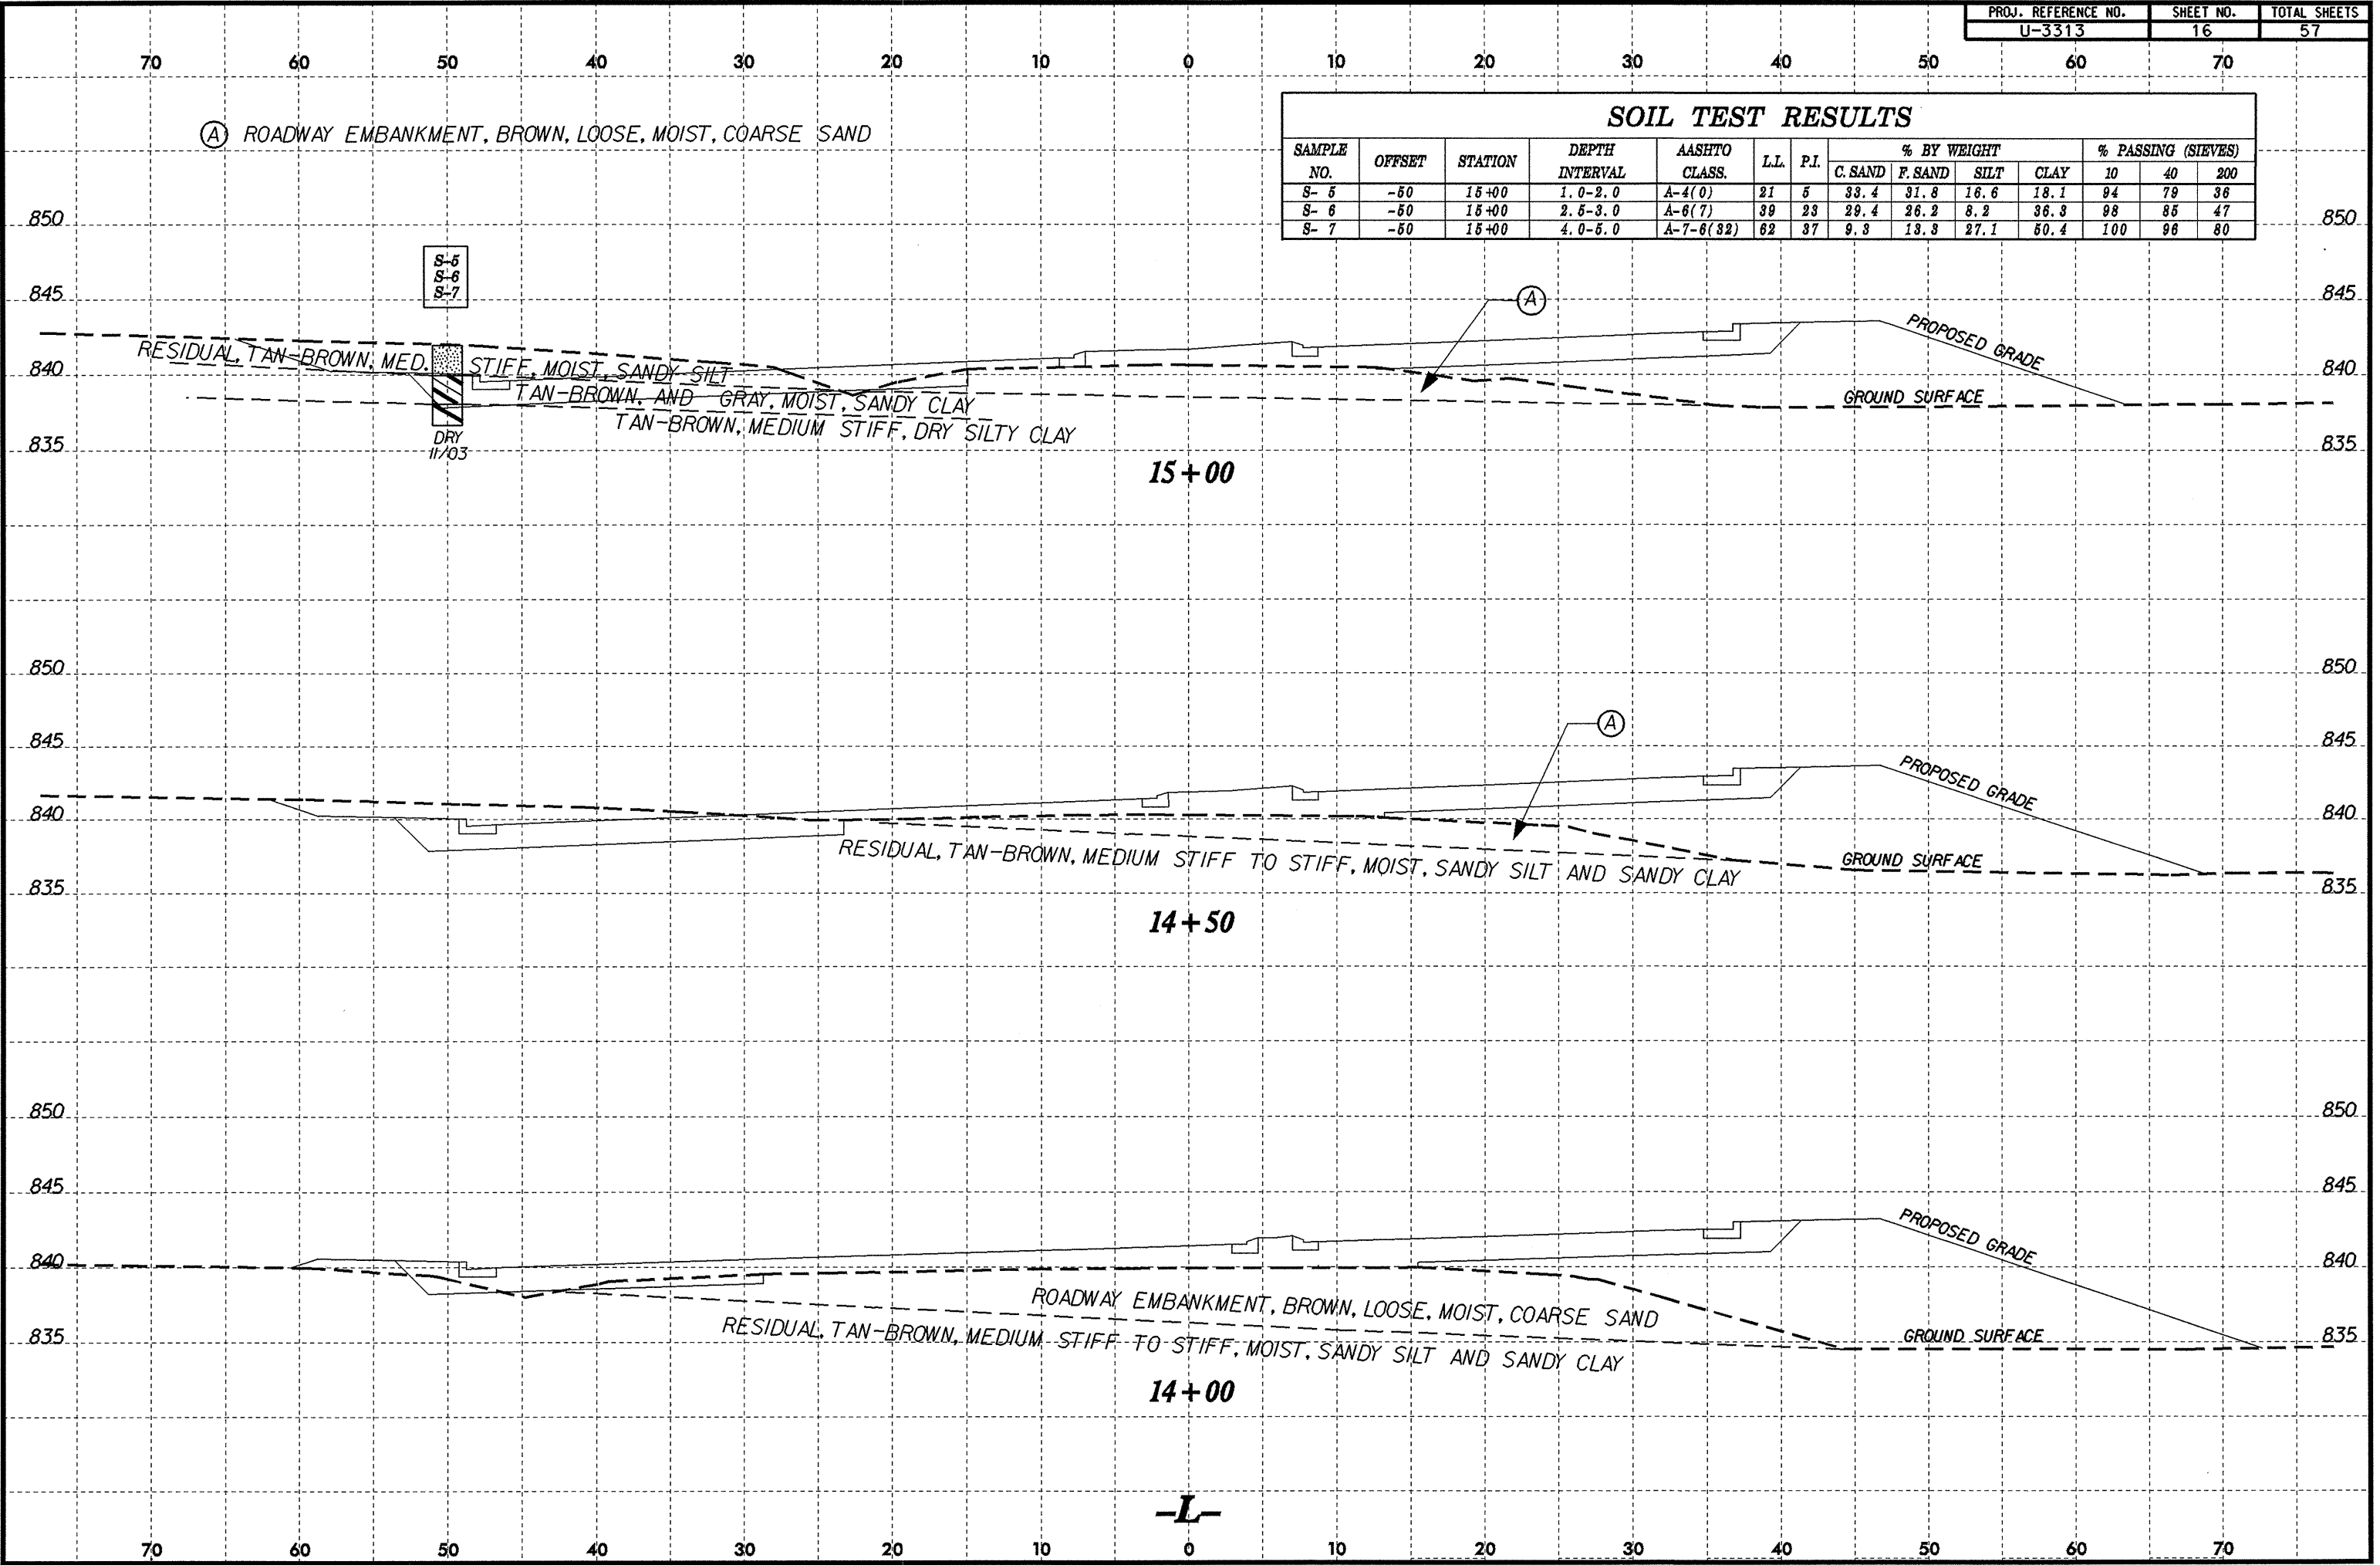 PROJ. REFERENCE NO. SHEET NO. TOTAL SHEETS
U-3313 16 57
70 60 50 40 30 20 10 0 10 20 30 40 50 60 70
A ROADWAY EMBANKMENT, BROWN, LOOSE, MOIST, COARSE SAND
SOIL TEST RESULTS
SAMPLE NO. OFFSET STATION DEPTH INTERVAL AASHTO CLASS. L.L. P.I. % BY WEIGHT % PASSING (SIEVES)
C. SAND F. SAND SILT CLAY 10 40 200
S- 5 -50 15+00 1.0-2.0 A-4(0) 21 5 33.4 31.8 16.6 18.1 94 79 36
S- 6 -50 15+00 2.5-3.0 A-6(7) 39 23 29.4 26.2 8.2 36.3 98 85 47
S- 7 -50 15+00 4.0-5.0 A-7-6(32) 62 37 9.3 13.3 27.1 50.4 100 96 80
850 850
S-5
S-6
S-7
845 845
A
PROPOSED GRADE
RESIDUAL, TAN-BROWN, MED. STIFF, MOIST, SANDY SILT
840 840
TAN-BROWN, AND GRAY, MOIST, SANDY CLAY
GROUND SURFACE
TAN-BROWN, MEDIUM STIFF, DRY SILTY CLAY
DRY
11/03
835 835
15+00
850 850
A
845 845
PROPOSED GRADE
840 840
RESIDUAL, TAN-BROWN, MEDIUM STIFF TO STIFF, MOIST, SANDY SILT AND SANDY CLAY
GROUND SURFACE
835 835
14+50
850 850
845 845
PROPOSED GRADE
840 840
ROADWAY EMBANKMENT, BROWN, LOOSE, MOIST, COARSE SAND
RESIDUAL, TAN-BROWN, MEDIUM STIFF TO STIFF, MOIST, SANDY SILT AND SANDY CLAY
GROUND SURFACE
835 835
14+00
-L-
70 60 50 40 30 20 10 0 10 20 30 40 50 60 70